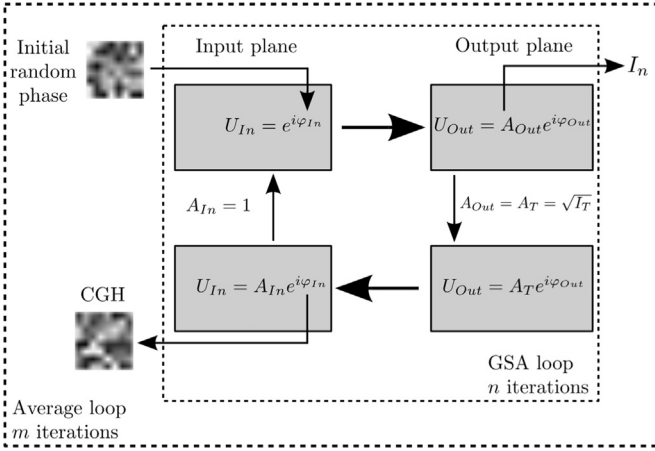 Initial
random
phase
Input plane
Output plane
$I_n$
$U_{In} = e^{i\varphi_{In}}$
$U_{Out} = A_{Out}e^{i\varphi_{Out}}$
$A_{In} = 1$
$A_{Out} = A_T = \sqrt{I_T}$
$U_{In} = A_{In}e^{i\varphi_{In}}$
$U_{Out} = A_T e^{i\varphi_{Out}}$
CGH
GSA loop
$n$ iterations
Average loop
$m$ iterations